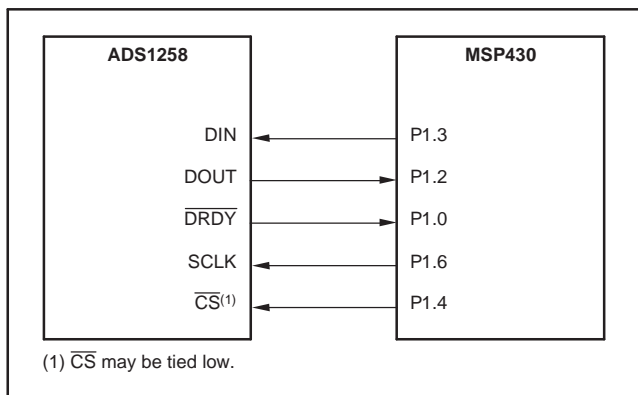 ADS1258 MSP430
DIN P1.3
DOUT P1.2
DRDY P1.0
SCLK P1.6
CS(1) P1.4
(1) CS may be tied low.